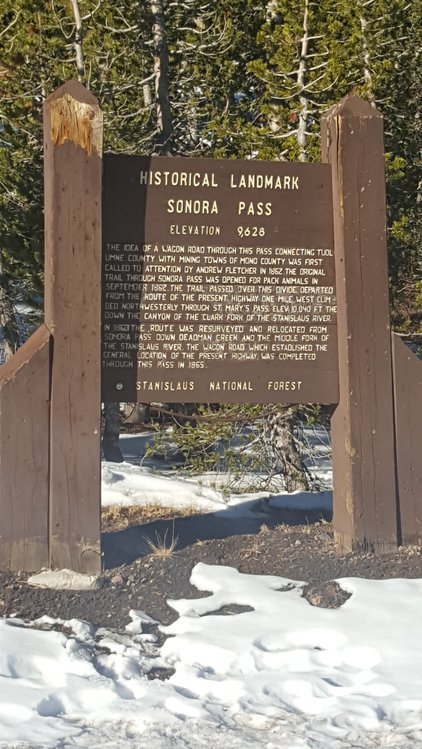 HISTORICAL LANDMARK
SONORA PASS
ELEVATION 9,628
THE IDEA OF A WAGON ROAD THROUGH THIS PASS CONNECTING TUOL
UMNE COUNTY WITH MINING TOWNS OF MONO COUNTY WAS FIRST
CALLED TO ATTENTION BY ANDREW FLETCHER IN 1862. THE ORIGINAL
TRAIL THROUGH SONORA PASS WAS OPENED FOR PACK ANIMALS IN
SEPTEMBER 1862. THE TRAIL PASSED OVER THIS DIVIDE, DEPARTED
FROM THE ROUTE OF THE PRESENT HIGHWAY ONE MILE WEST CLIM-
DED NORTHWESTERLY THROUGH ST. MARY'S PASS, ELEV. 10,040 FT. THE
DOWN THE CANYON OF THE CLARK FORK OF THE STANISLAUS RIVER.
IN 1863 THE ROUTE WAS RESURVEYED AND RELOCATED FROM
SONORA PASS DOWN DEADMAN CREEK AND THE MIDDLE FORK OF
THE STANISLAUS RIVER. THE WAGON ROAD WHICH ESTABLISHED THE
GENERAL LOCATION OF THE PRESENT HIGHWAY, WAS COMPLETED
THROUGH THIS PASS IN 1865.
STANISLAUS NATIONAL FOREST